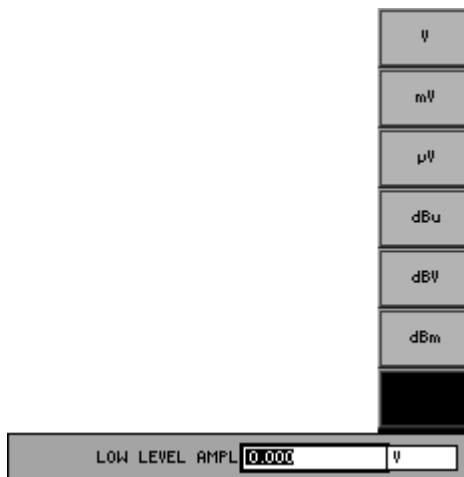 V
mV
µV
dBu
dBV
dBm
LOW LEVEL AMPL 0.000 V